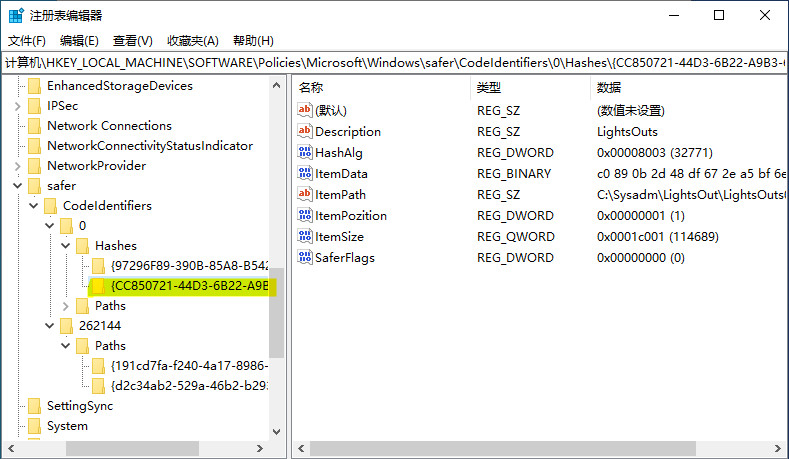 注册表编辑器
文件(F) 编辑(E) 查看(V) 收藏夹(A) 帮助(H)
计算机\HKEY_LOCAL_MACHINE\SOFTWARE\Policies\Microsoft\Windows\safer\CodeIdentifiers\0\Hashes\{CC850721-44D3-6B22-A9B3-
EnhancedStorageDevices
IPSec
Network Connections
NetworkConnectivityStatusIndicator
NetworkProvider
safer
CodeIdentifiers
0
Hashes
{97296F89-390B-85A8-B542
{CC850721-44D3-6B22-A9B
Paths
262144
Paths
{191cd7fa-f240-4a17-8986-
{d2c34ab2-529a-46b2-b293
SettingSync
System
名称 类型 数据
(默认) REG_SZ (数值未设置)
Description REG_SZ LightsOuts
HashAlg REG_DWORD 0x00008003 (32771)
ItemData REG_BINARY c0 89 0b 2d 48 df 67 2e a5 bf 6e
ItemPath REG_SZ C:\Sysadm\LightsOut\LightsOuts
ItemPozition REG_DWORD 0x00000001 (1)
ItemSize REG_QWORD 0x0001c001 (114689)
SaferFlags REG_DWORD 0x00000000 (0)